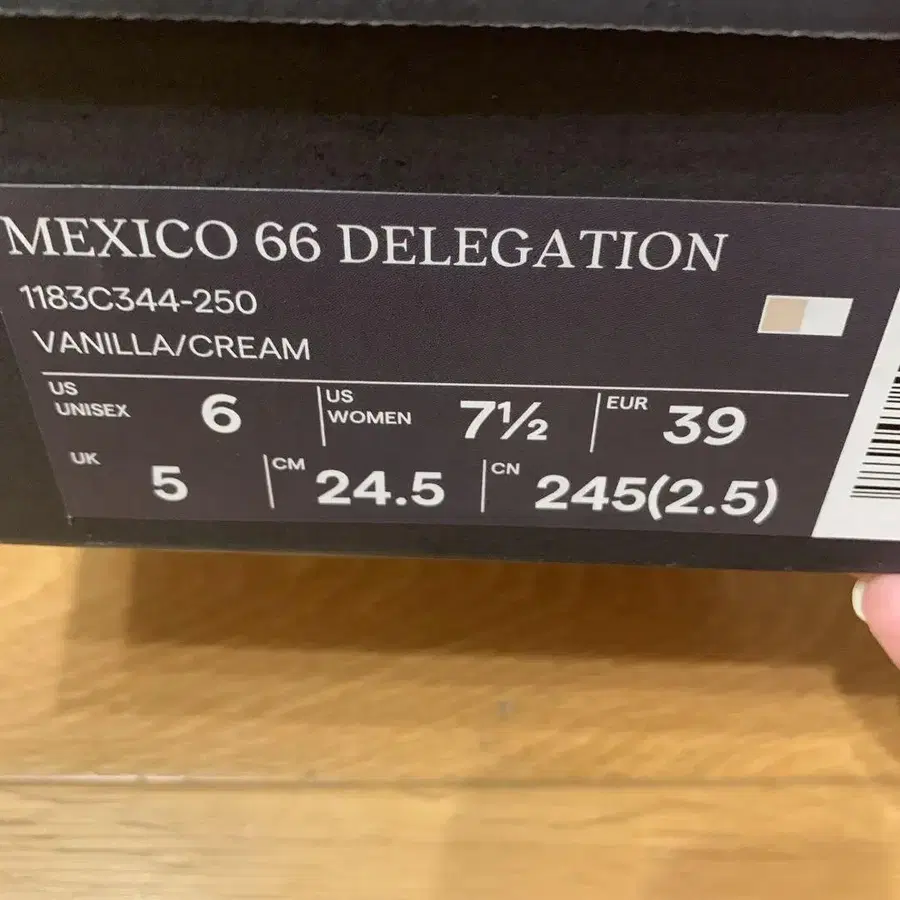 MEXICO 66 DELEGATION
1183C344-250
VANILLA/CREAM
US UNISEX 6 US WOMEN 7½ EUR 39
UK 5 CM 24.5 CN 245(2.5)